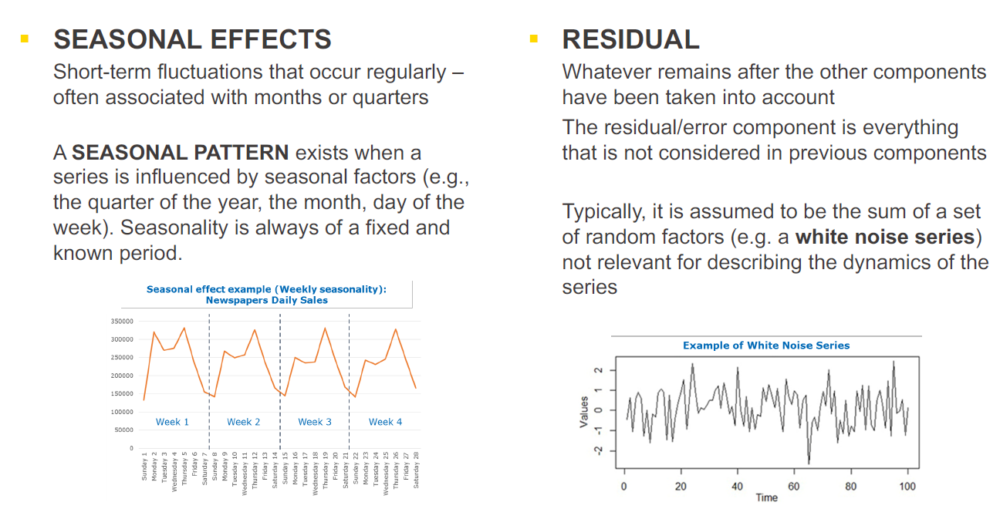 SEASONAL EFFECTS
Short-term fluctuations that occur regularly –
often associated with months or quarters
A SEASONAL PATTERN exists when a
series is influenced by seasonal factors (e.g.,
the quarter of the year, the month, day of the
week). Seasonality is always of a fixed and
known period.
Seasonal effect example (Weekly seasonality):
Newspapers Daily Sales
350000
300000
250000
200000
150000
100000
50000
0
Week 1
Week 2
Week 3
Week 4
Sunday 1
Monday 2
Tuesday 3
Wednesday 4
Thursday 5
Friday 6
Saturday 7
Sunday 8
Monday 9
Tuesday 10
Wednesday 11
Thursday 12
Friday 13
Saturday 14
Sunday 15
Monday 16
Tuesday 17
Wednesday 18
Thursday 19
Friday 20
Saturday 21
Sunday 22
Monday 23
Tuesday 24
Wednesday 25
Thursday 26
Friday 27
Saturday 28
RESIDUAL
Whatever remains after the other components
have been taken into account
The residual/error component is everything
that is not considered in previous components
Typically, it is assumed to be the sum of a set
of random factors (e.g. a white noise series)
not relevant for describing the dynamics of the
series
Example of White Noise Series
Values
2
1
0
-1
-2
0
20
40
60
80
100
Time